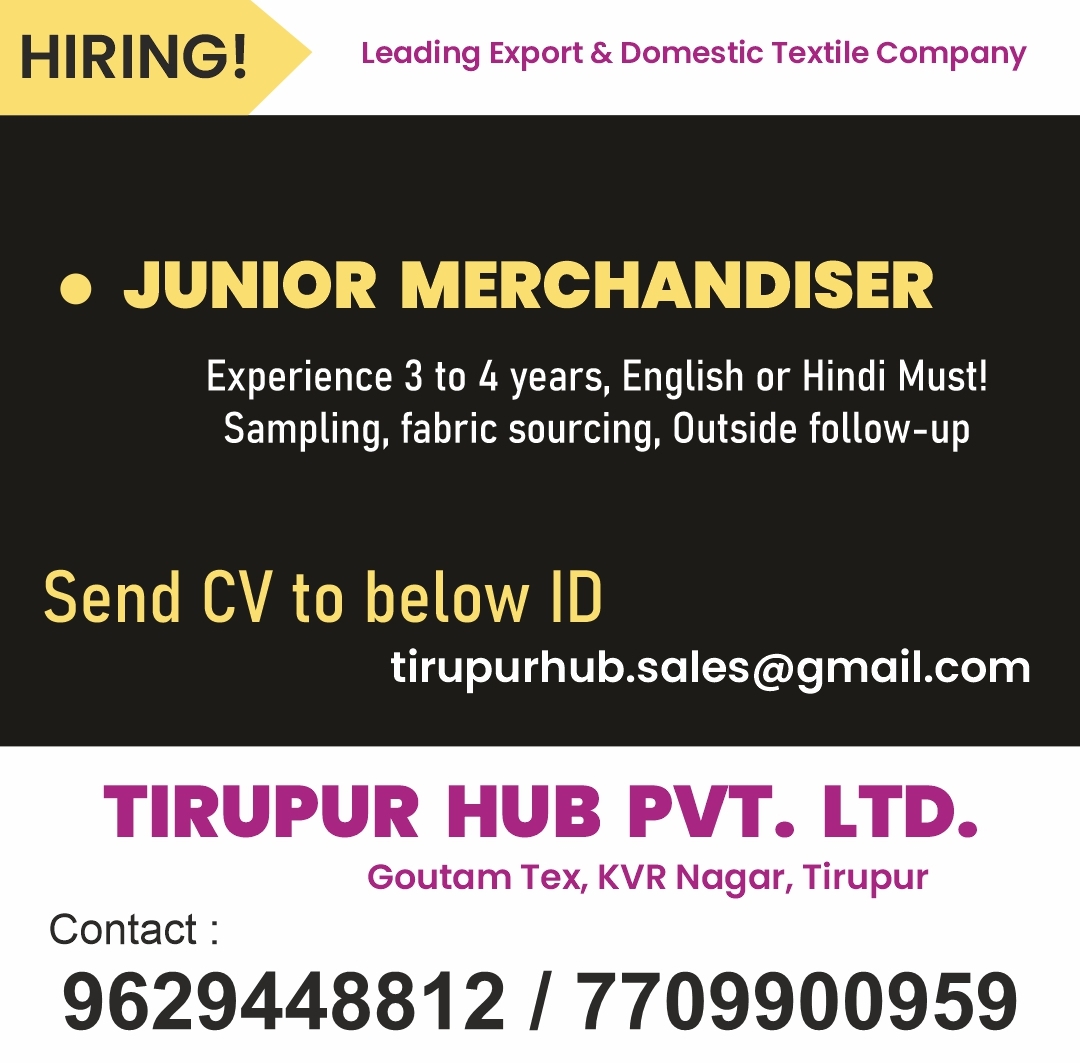 HIRING!
Leading Export & Domestic Textile Company
• JUNIOR MERCHANDISER
Experience 3 to 4 years, English or Hindi Must!
Sampling, fabric sourcing, Outside follow-up
Send CV to below ID
tirupurhub.sales@gmail.com
TIRUPUR HUB PVT. LTD.
Goutam Tex, KVR Nagar, Tirupur
Contact :
9629448812 / 7709900959